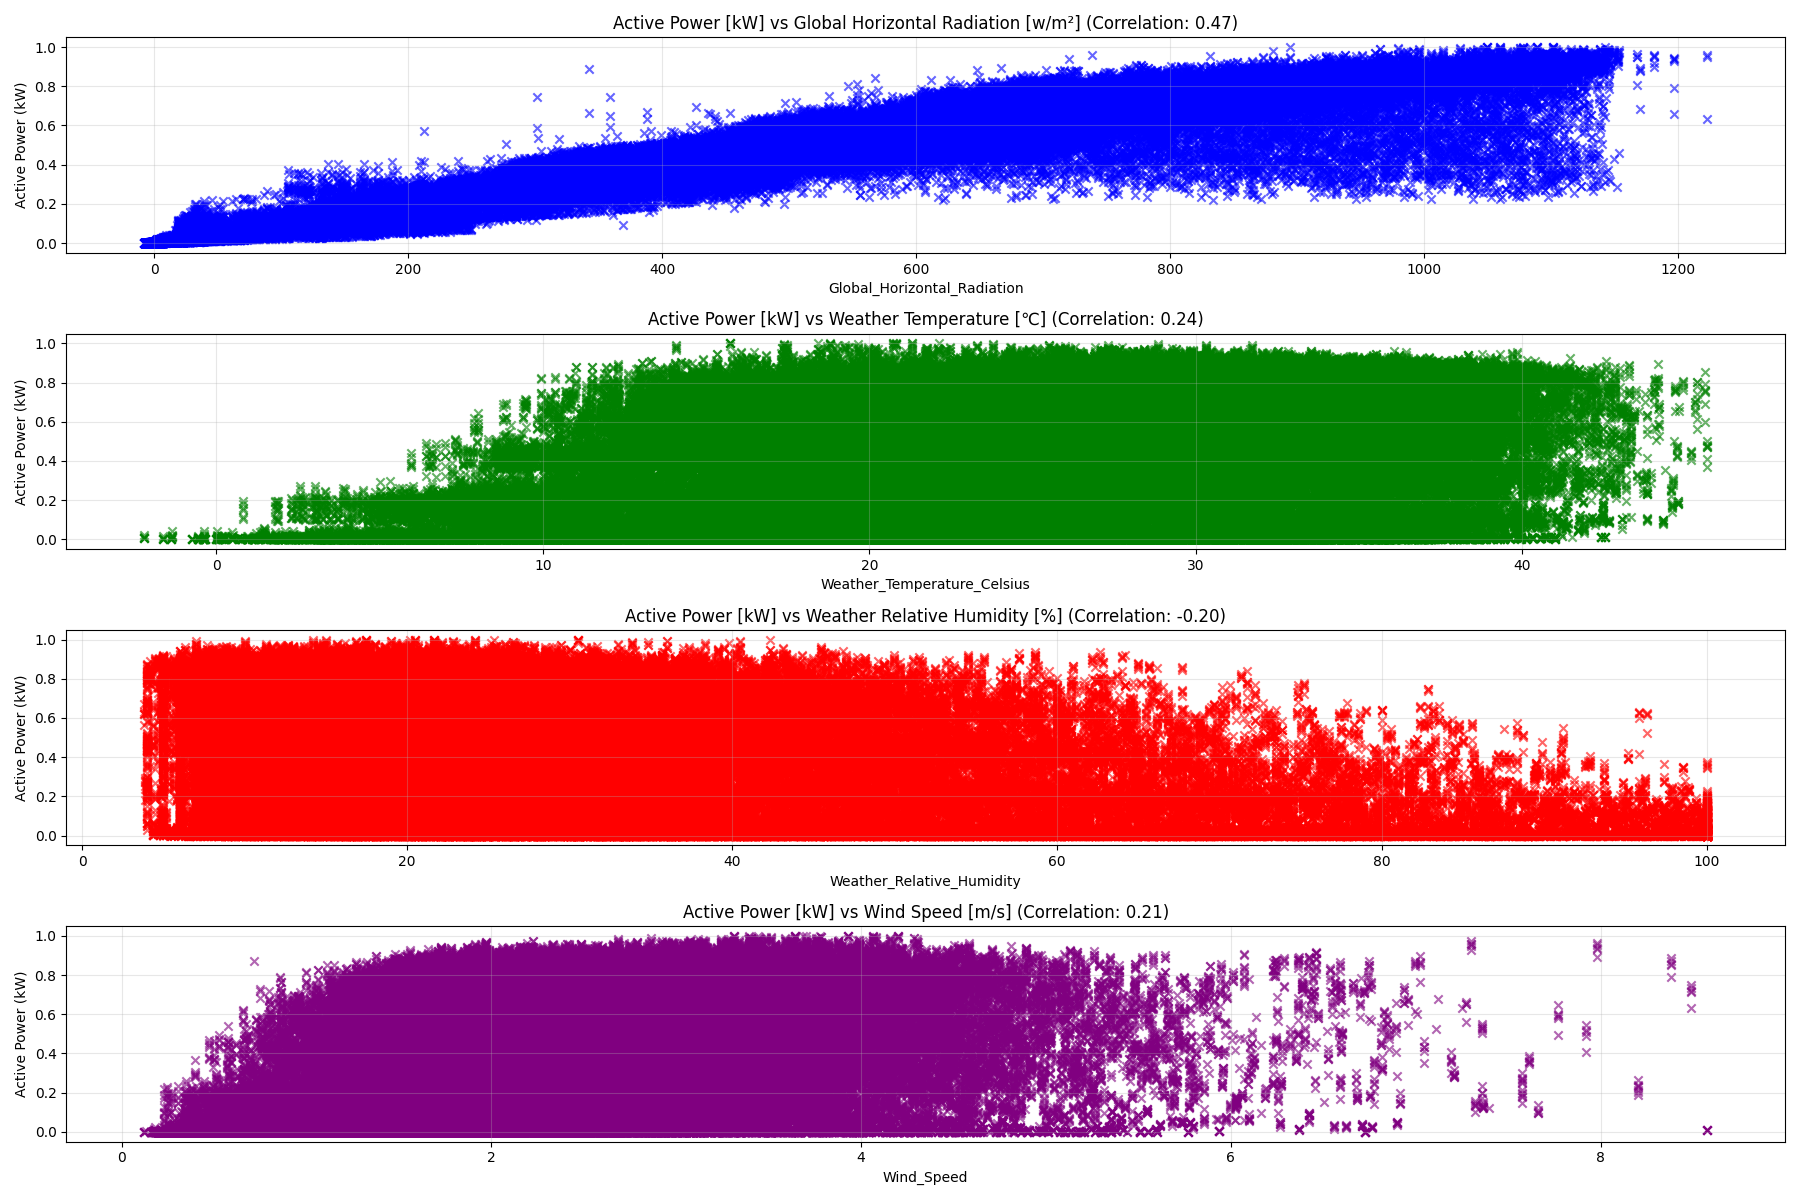 Active Power [kW] vs Global Horizontal Radiation [w/m²] (Correlation: 0.47)
Active Power (kW)
1.0
0.8
0.6
0.4
0.2
0.0
0 200 400 600 800 1000 1200
Global_Horizontal_Radiation
Active Power [kW] vs Weather Temperature [℃] (Correlation: 0.24)
Active Power (kW)
1.0
0.8
0.6
0.4
0.2
0.0
0 10 20 30 40
Weather_Temperature_Celsius
Active Power [kW] vs Weather Relative Humidity [%] (Correlation: -0.20)
Active Power (kW)
1.0
0.8
0.6
0.4
0.2
0.0
0 20 40 60 80 100
Weather_Relative_Humidity
Active Power [kW] vs Wind Speed [m/s] (Correlation: 0.21)
Active Power (kW)
1.0
0.8
0.6
0.4
0.2
0.0
0 2 4 6 8
Wind_Speed